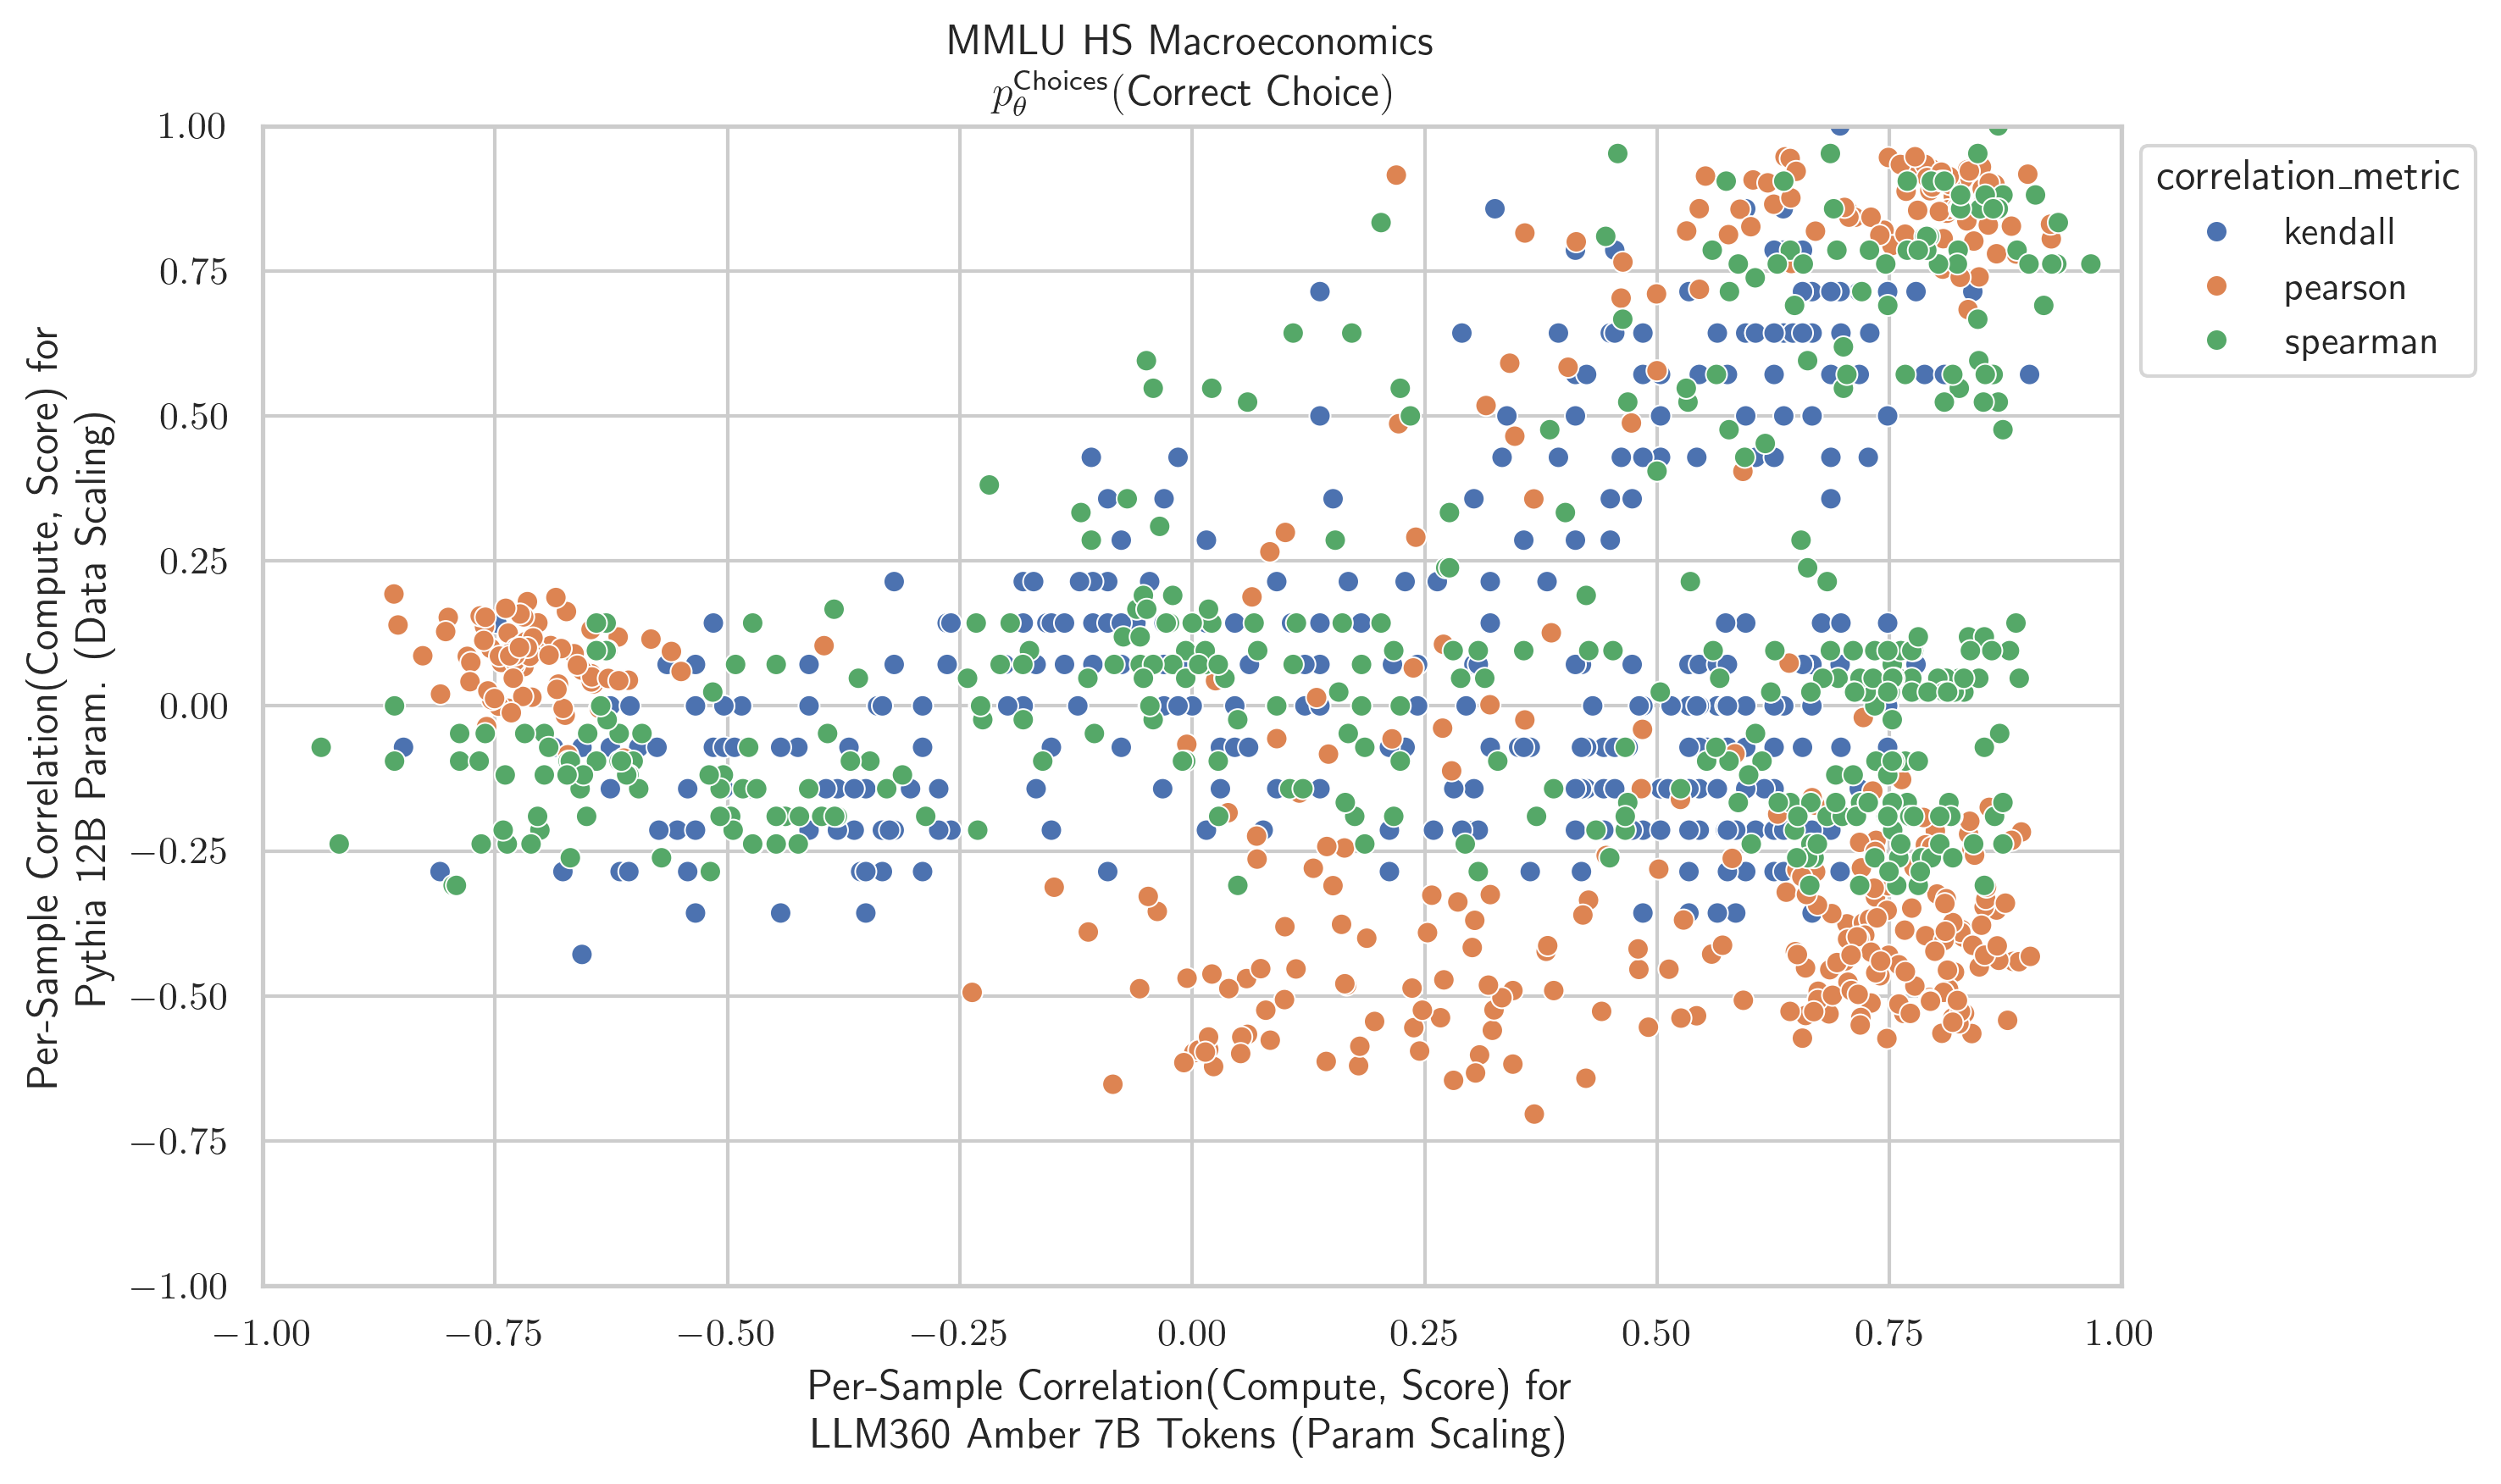 MMLU HS Macroeconomics
p_θ^Choices(Correct Choice)
1.00
0.75
0.50
0.25
0.00
−0.25
−0.50
−0.75
−1.00
Per-Sample Correlation(Compute, Score) for
Pythia 12B Param. (Data Scaling)
correlation_metric
kendall
pearson
spearman
−1.00
−0.75
−0.50
−0.25
0.00
0.25
0.50
0.75
1.00
Per-Sample Correlation(Compute, Score) for
LLM360 Amber 7B Tokens (Param Scaling)